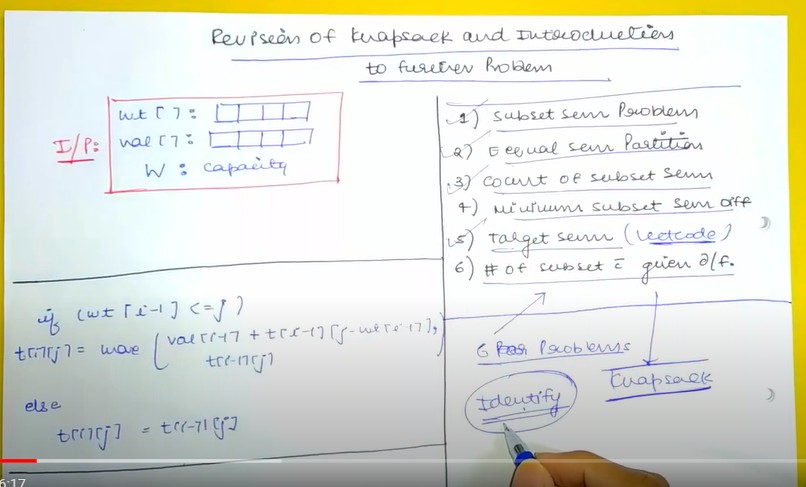 Revision of Knapsack and Introduction
to further Problem
I/P:
wt[]:
val[]:
W : capacity
1) Subset sum Problem
2) Equal sum Partition
3) Count of subset sum
4) Minimum subset sum diff
5) Target sum (leetcode)
6) # of subset c̄ given diff.
if (wt[i-1] <= j)
t[i][j] = max (val[i-1] + t[i-1][j-wt[i-1]],
t[i-1][j]
else
t[i][j] = t[i-1][j]
6 Problems
Knapsack
Identify
6:17